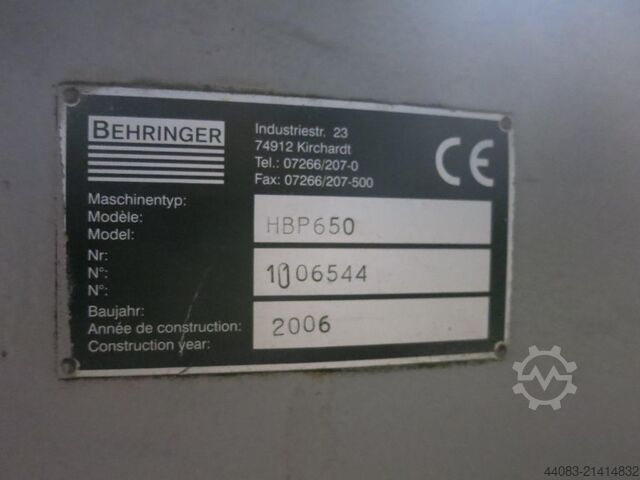 BEHRINGER
Industriestr. 23
74912 Kirchardt
Tel.: 07266/207-0
Fax: 07266/207-500
CE
Maschinentyp:
Modèle:
Model:
HBP650
Nr:
N°:
N°:
1006544
Baujahr:
Année de construction:
Construction year:
2006
44083-21414832